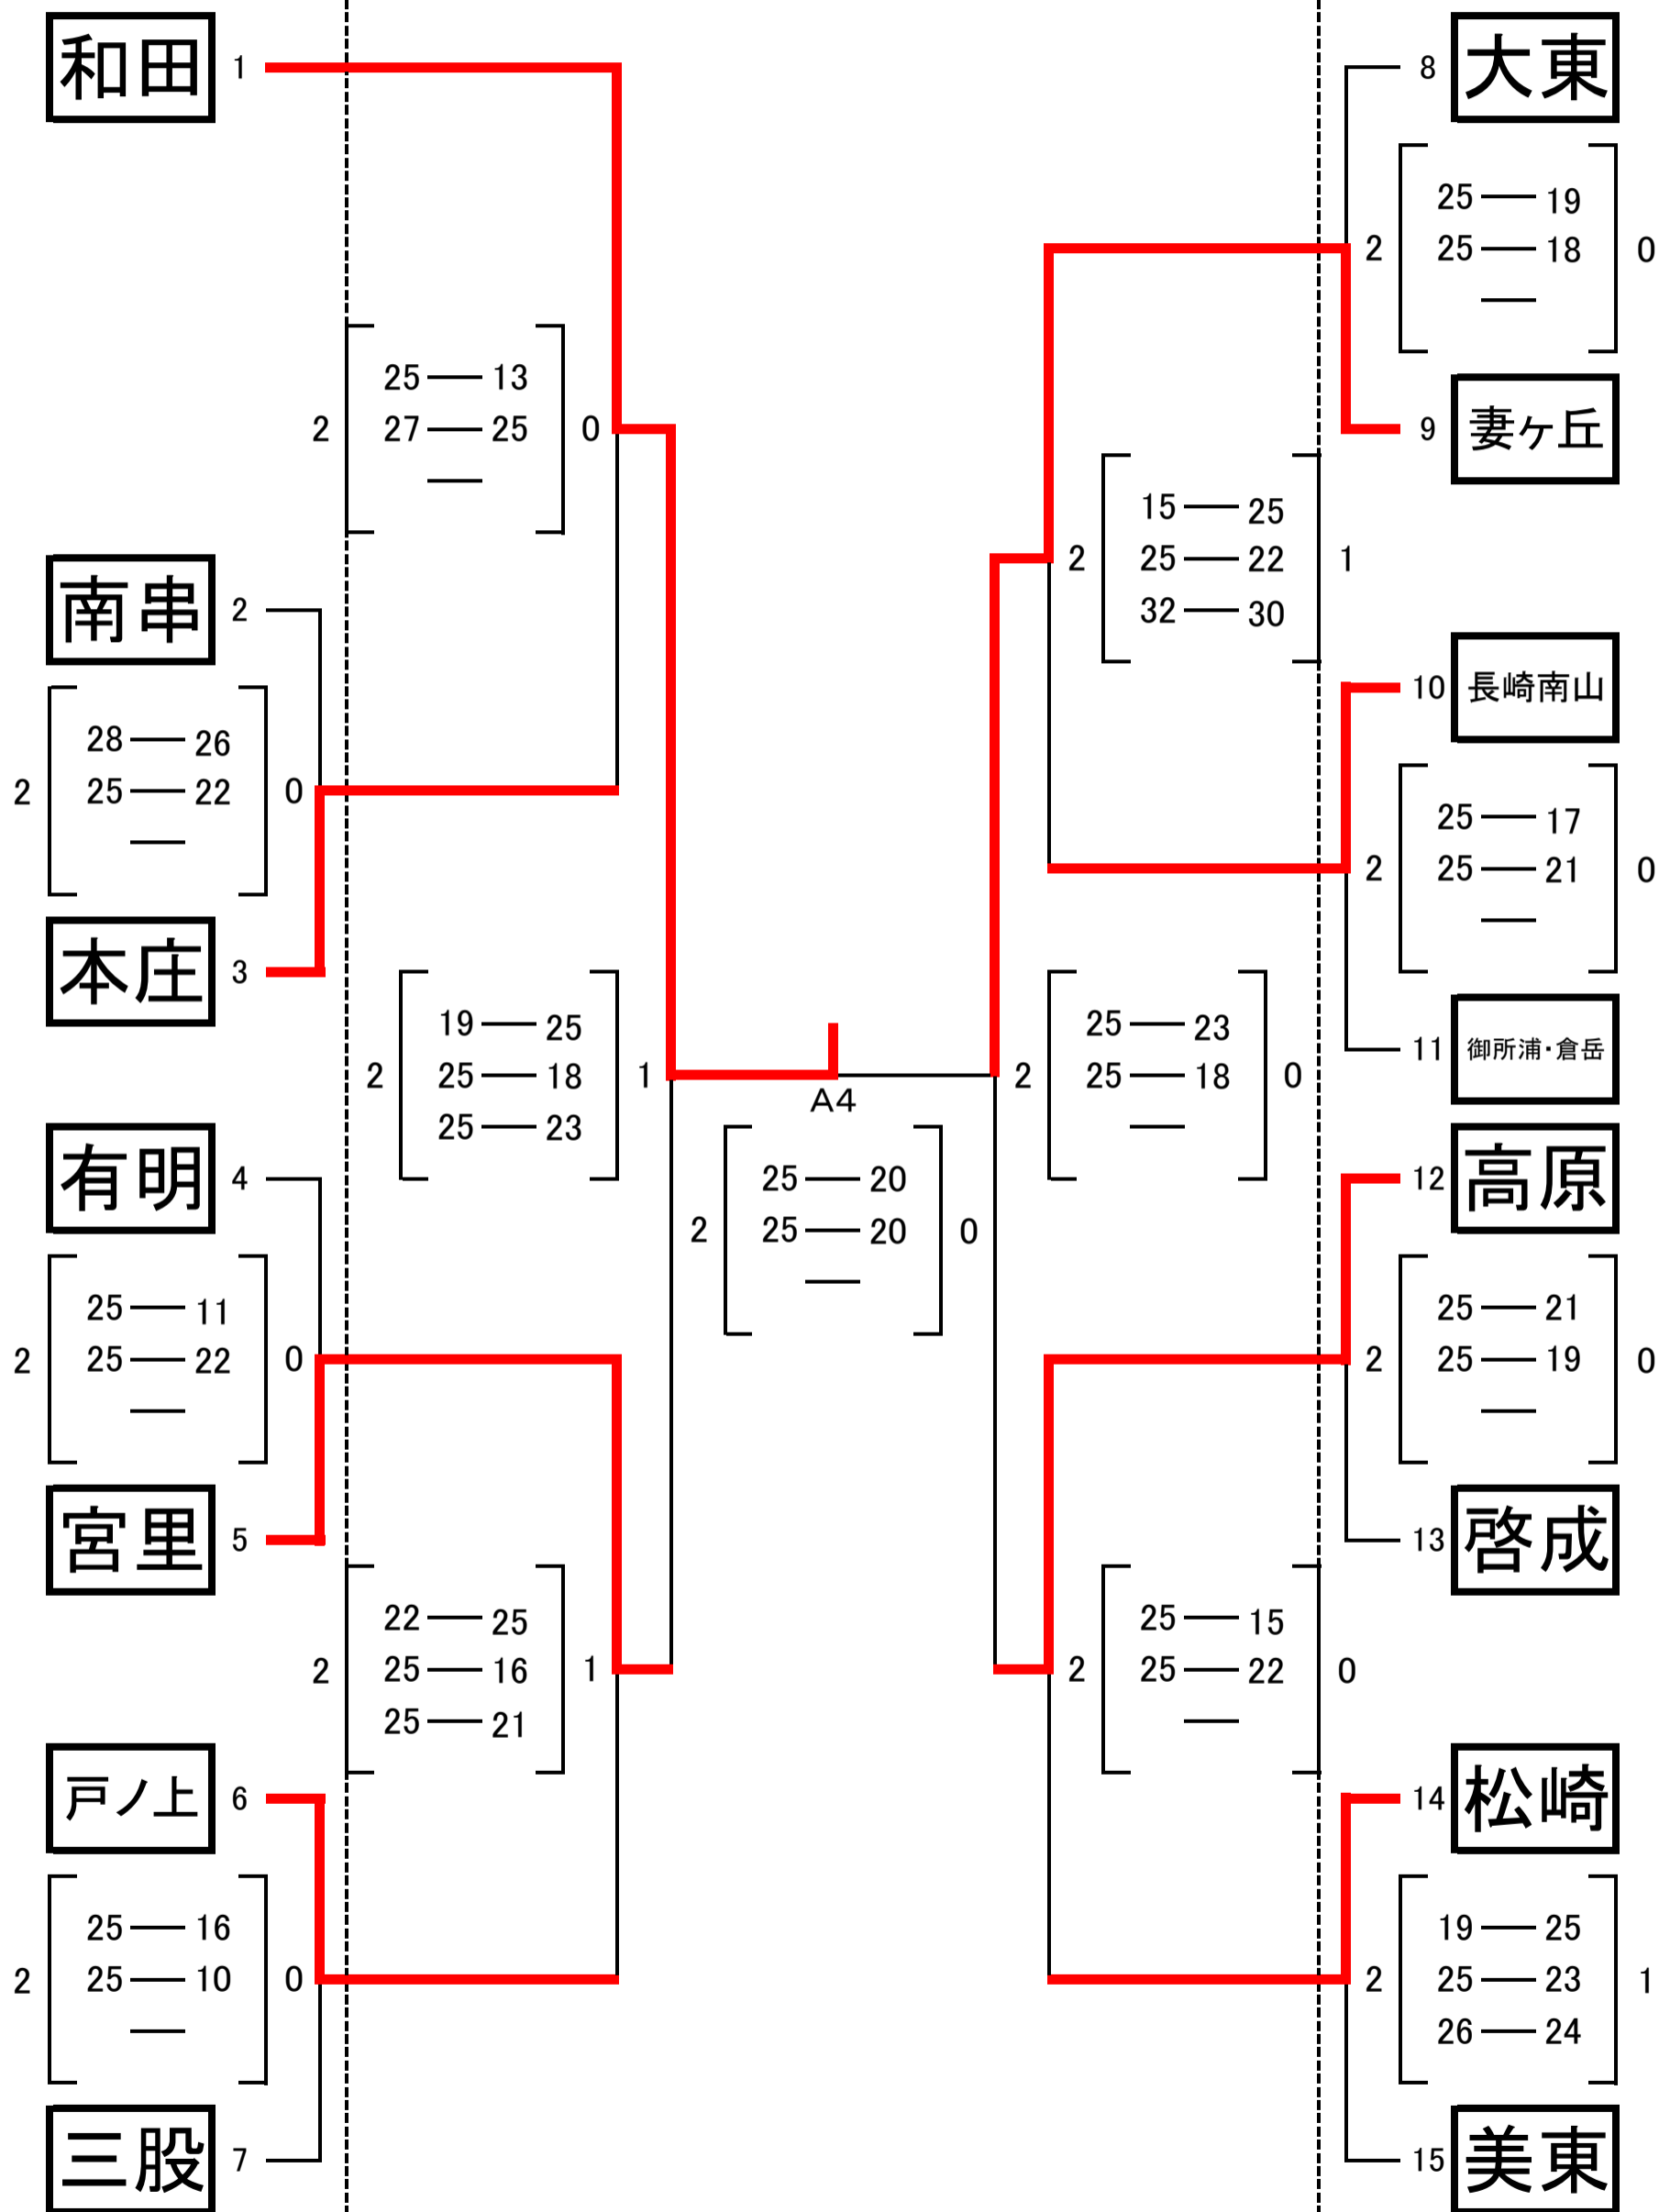 和田 1
25 — 13
2 27 — 25 0
—
南串 2
28 — 26
2 25 — 22 0
—
本庄 3
19 — 25
2 25 — 18 1
25 — 23
有明 4
25 — 11
2 25 — 22 0
—
宮里 5
22 — 25
2 25 — 16 1
25 — 21
戸ノ上 6
25 — 16
2 25 — 10 0
—
三股 7
A4
25 — 20
2 25 — 20 0
—
8 大東
25 — 19
2 25 — 18 0
—
9 妻ヶ丘
15 — 25
2 25 — 22 1
32 — 30
10 長崎南山
25 — 17
2 25 — 21 0
—
11 御所浦・倉岳
25 — 23
2 25 — 18 0
—
12 高原
25 — 21
2 25 — 19 0
—
13 啓成
25 — 15
2 25 — 22 0
—
14 松崎
19 — 25
2 25 — 23 1
26 — 24
15 美東